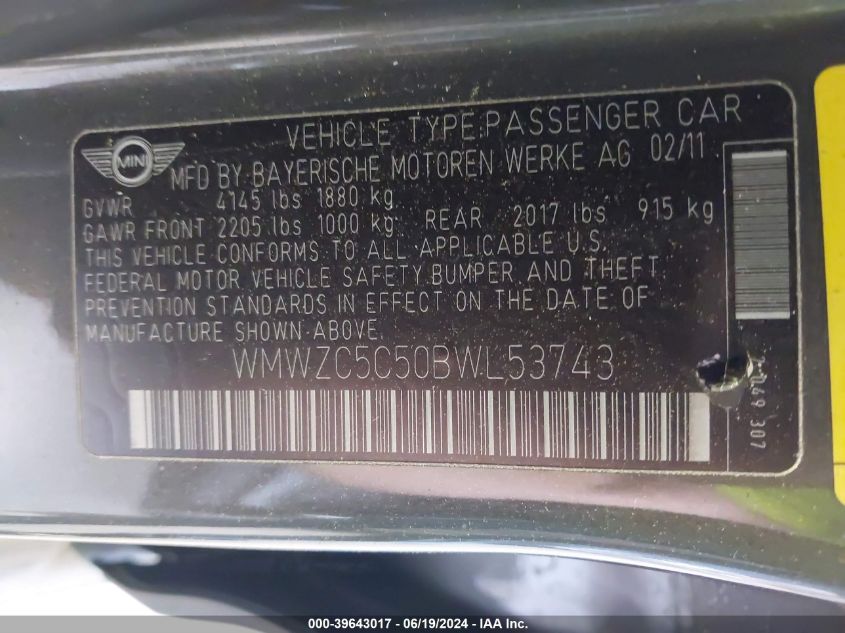 MINI
VEHICLE TYPE:PASSENGER CAR
MFD BY BAYERISCHE MOTOREN WERKE AG 02/11
GVWR 4145 lbs 1880 kg
GAWR FRONT 2205 lbs 1000 kg REAR 2017 lbs 915 kg
THIS VEHICLE CONFORMS TO ALL APPLICABLE U.S.
FEDERAL MOTOR VEHICLE SAFETY,BUMPER AND THEFT
PREVENTION STANDARDS IN EFFECT ON THE DATE OF
MANUFACTURE SHOWN ABOVE.
WMWZC5C50BWL53743
307
000-39643017 - 06/19/2024 - IAA Inc.